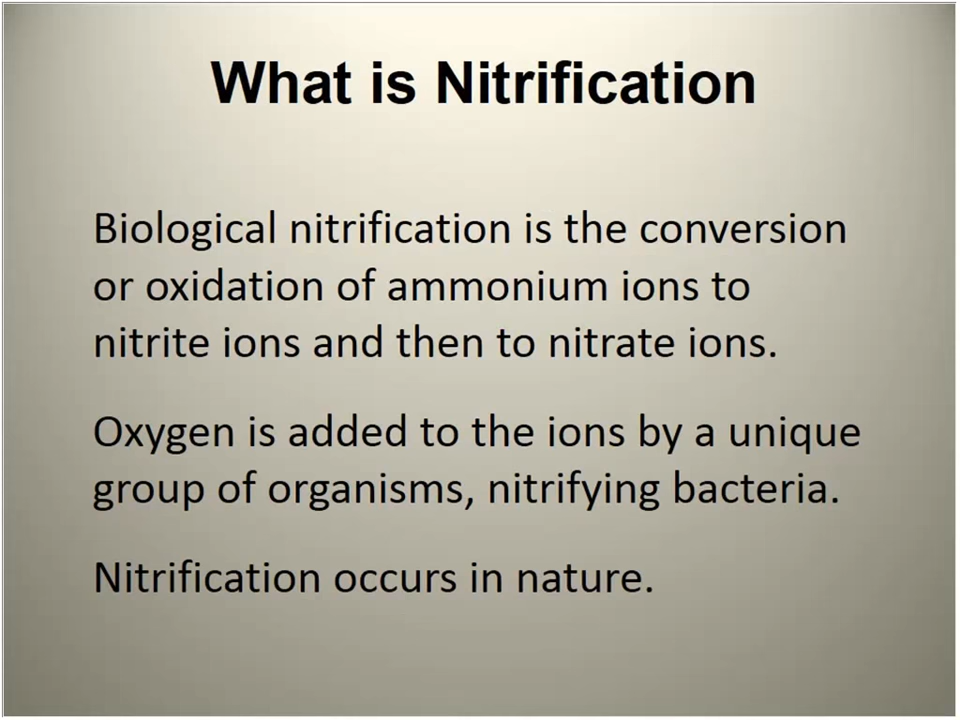 What is Nitrification
Biological nitrification is the conversion
or oxidation of ammonium ions to
nitrite ions and then to nitrate ions.
Oxygen is added to the ions by a unique
group of organisms, nitrifying bacteria.
Nitrification occurs in nature.